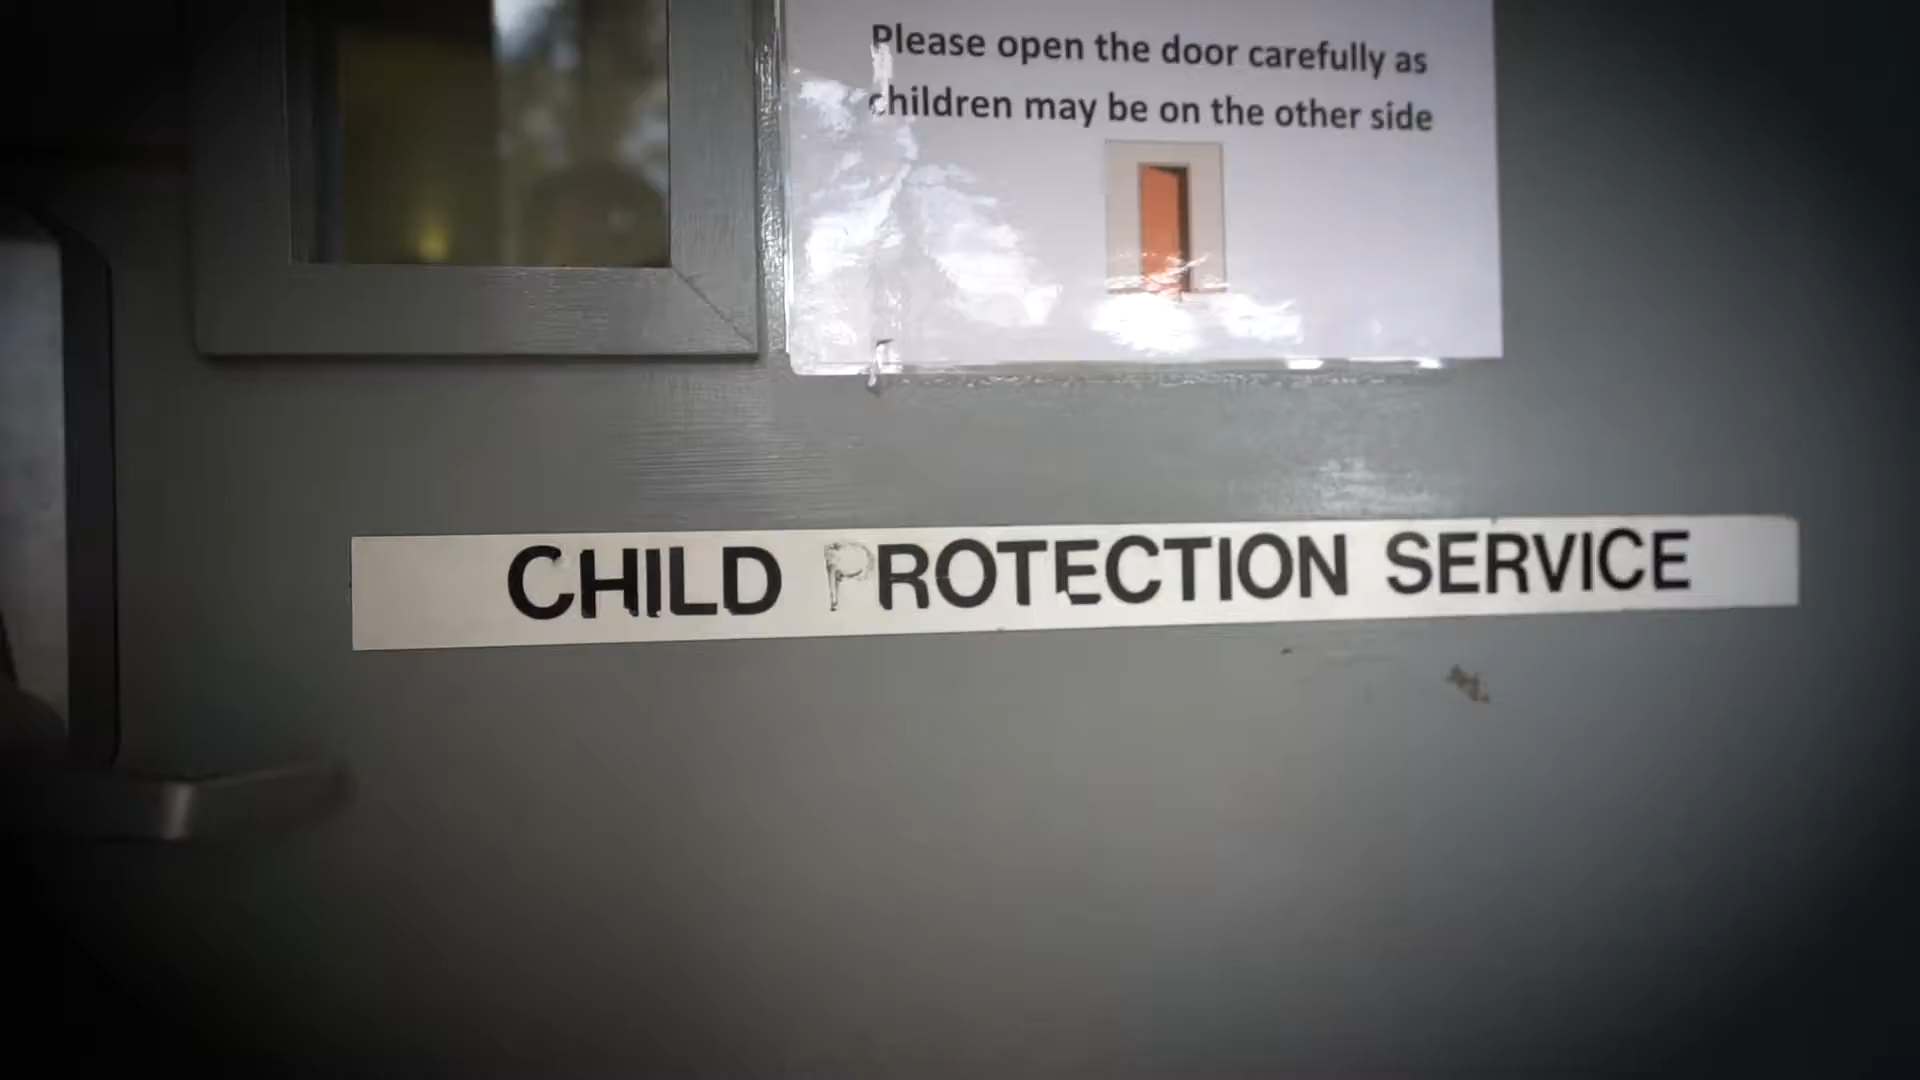 Please open the door carefully as
children may be on the other side
CHILD PROTECTION SERVICE